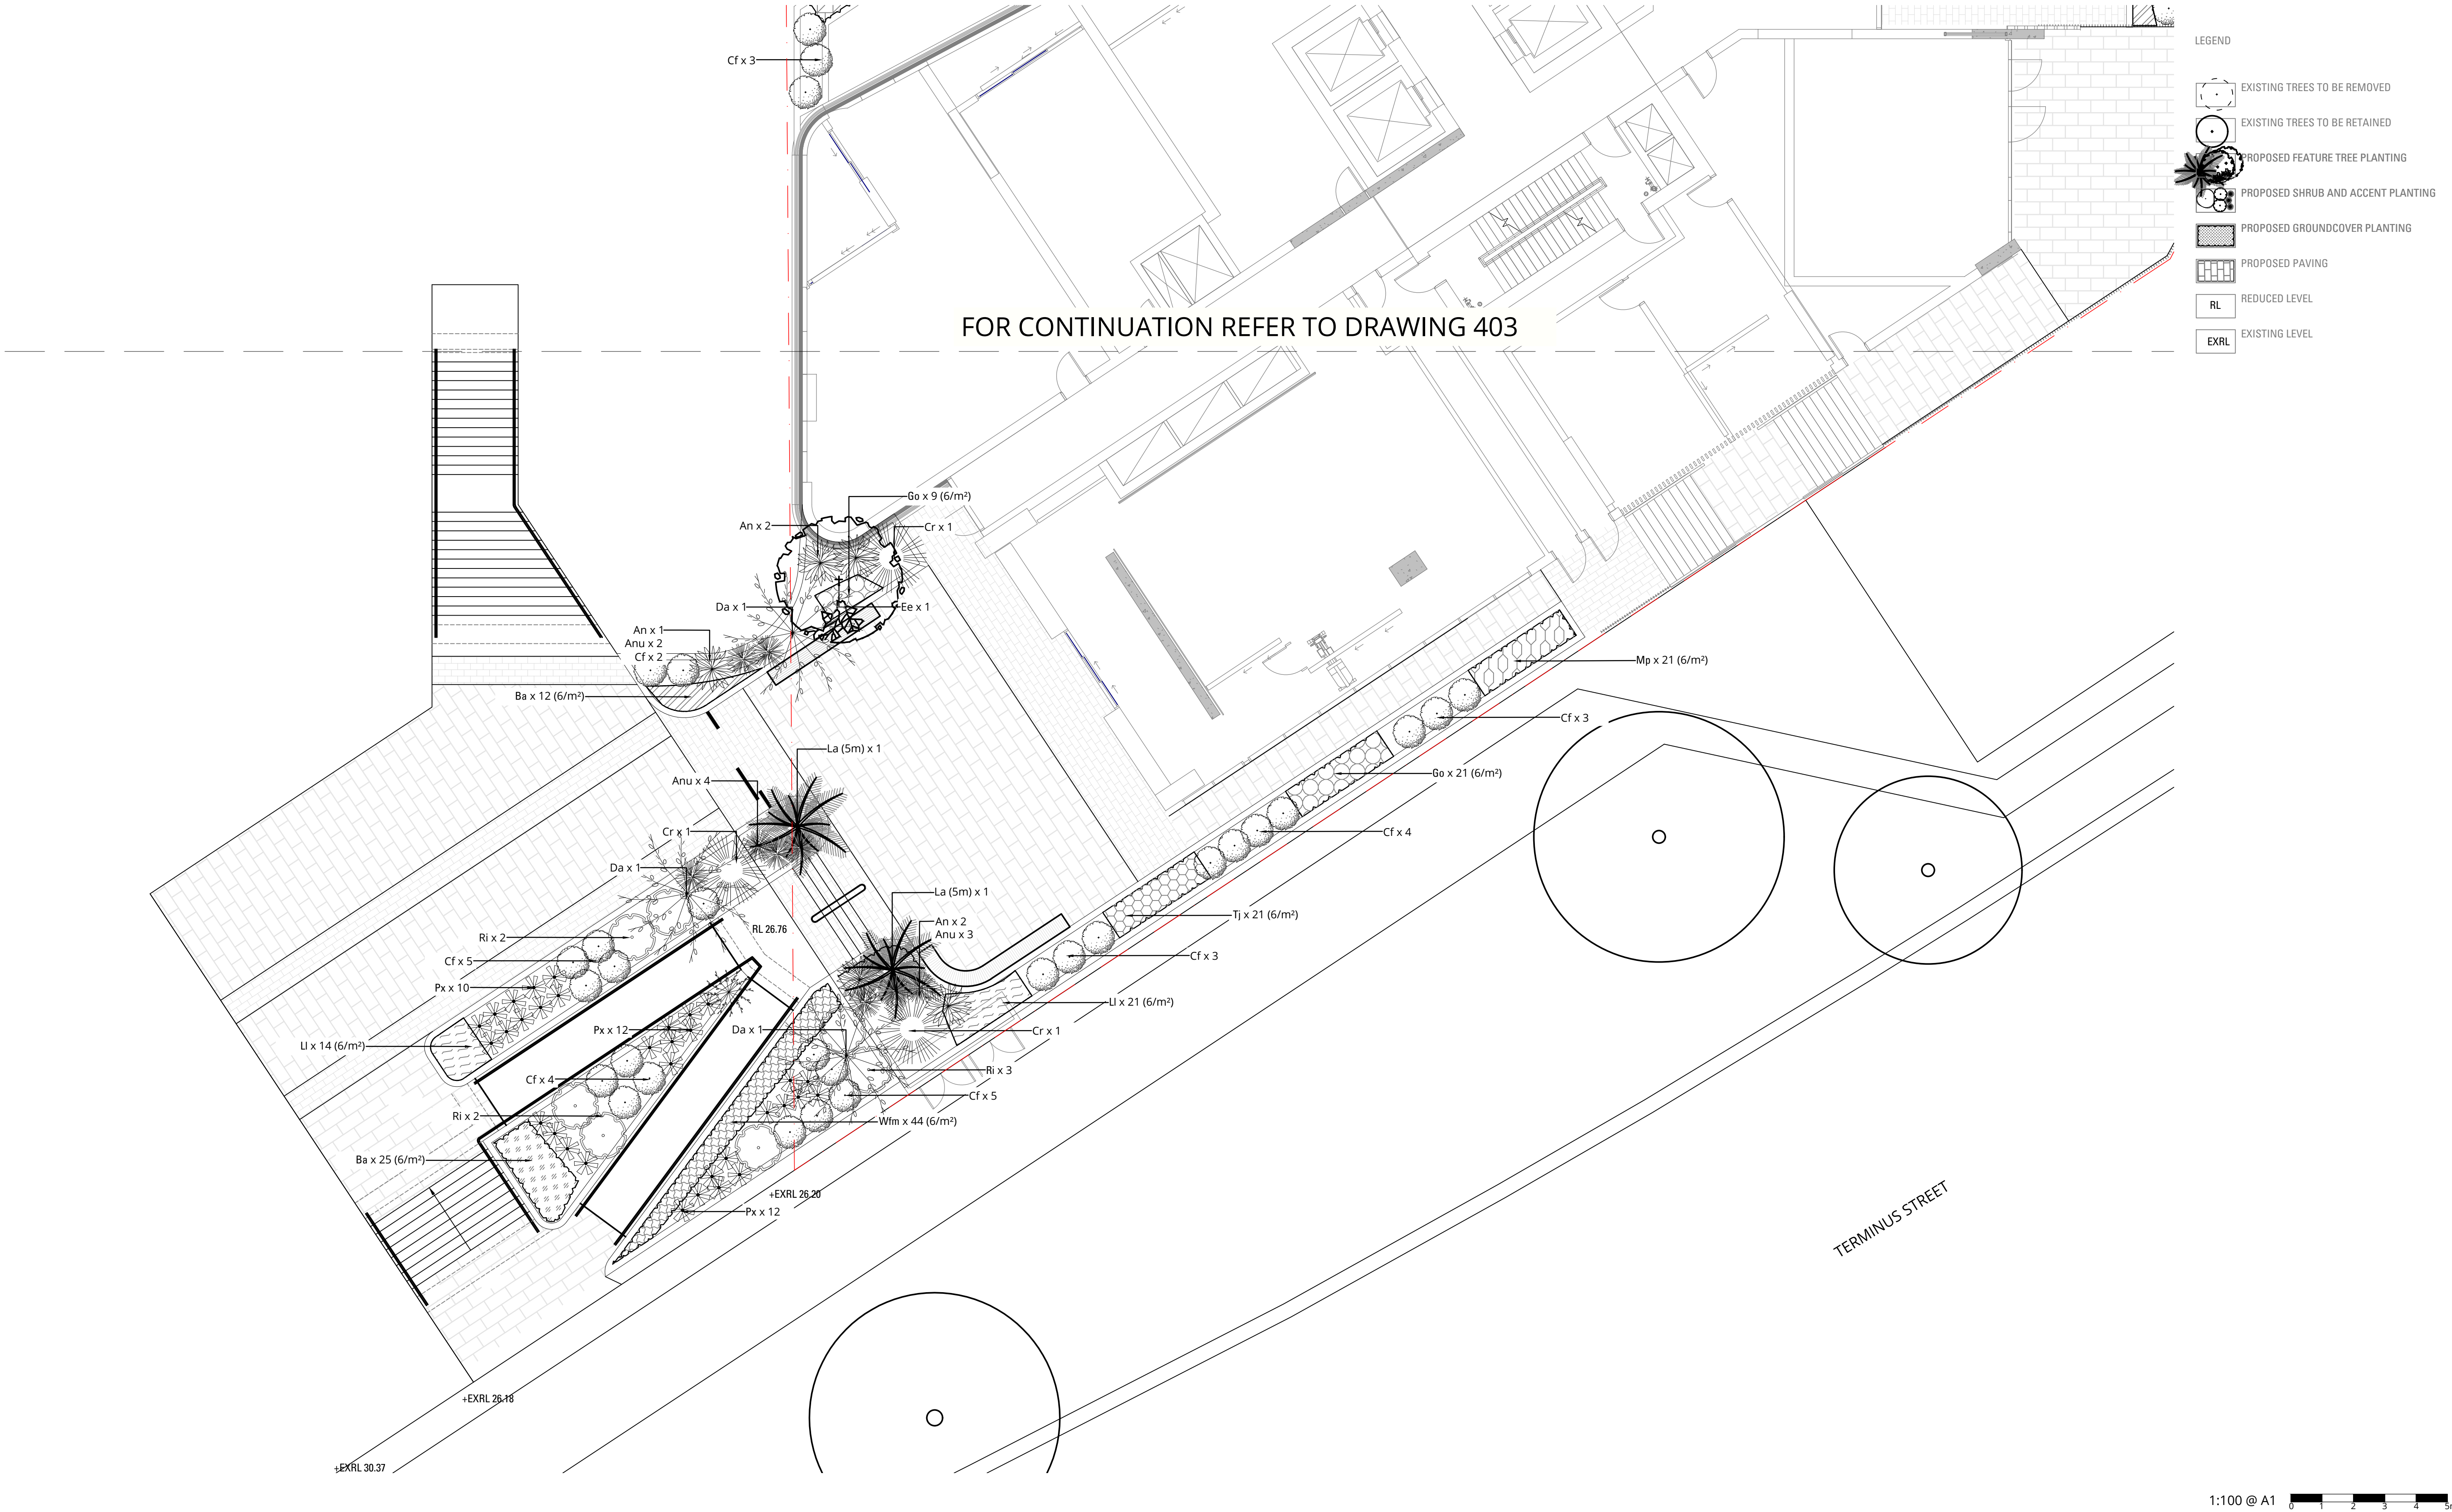 LEGEND
EXISTING TREES TO BE REMOVED
EXISTING TREES TO BE RETAINED
PROPOSED FEATURE TREE PLANTING
PROPOSED SHRUB AND ACCENT PLANTING
PROPOSED GROUNDCOVER PLANTING
PROPOSED PAVING
RL REDUCED LEVEL
EXRL EXISTING LEVEL
Cf x 3
FOR CONTINUATION REFER TO DRAWING 403
Go x 9 (6/m²)
An x 2
Cr x 1
Da x 1
Ee x 1
An x 1
Anu x 2
Cf x 2
Ba x 12 (6/m²)
Mp x 21 (6/m²)
Cf x 3
La (5m) x 1
Go x 21 (6/m²)
Anu x 4
Cr x 1
Cf x 4
Da x 1
La (5m) x 1
Tj x 21 (6/m²)
An x 2
Anu x 3
RL 26.76
Ri x 2
Cf x 5
Cf x 3
Px x 10
Ll x 21 (6/m²)
Px x 12
Da x 1
Cr x 1
Ll x 14 (6/m²)
Ri x 3
Cf x 4
Cf x 5
Ri x 2
Wfm x 44 (6/m²)
Ba x 25 (6/m²)
+EXRL 26.20
Px x 12
TERMINUS STREET
+EXRL 26.18
+EXRL 30.37
1:100 @ A1
0 1 2 3 4 5m